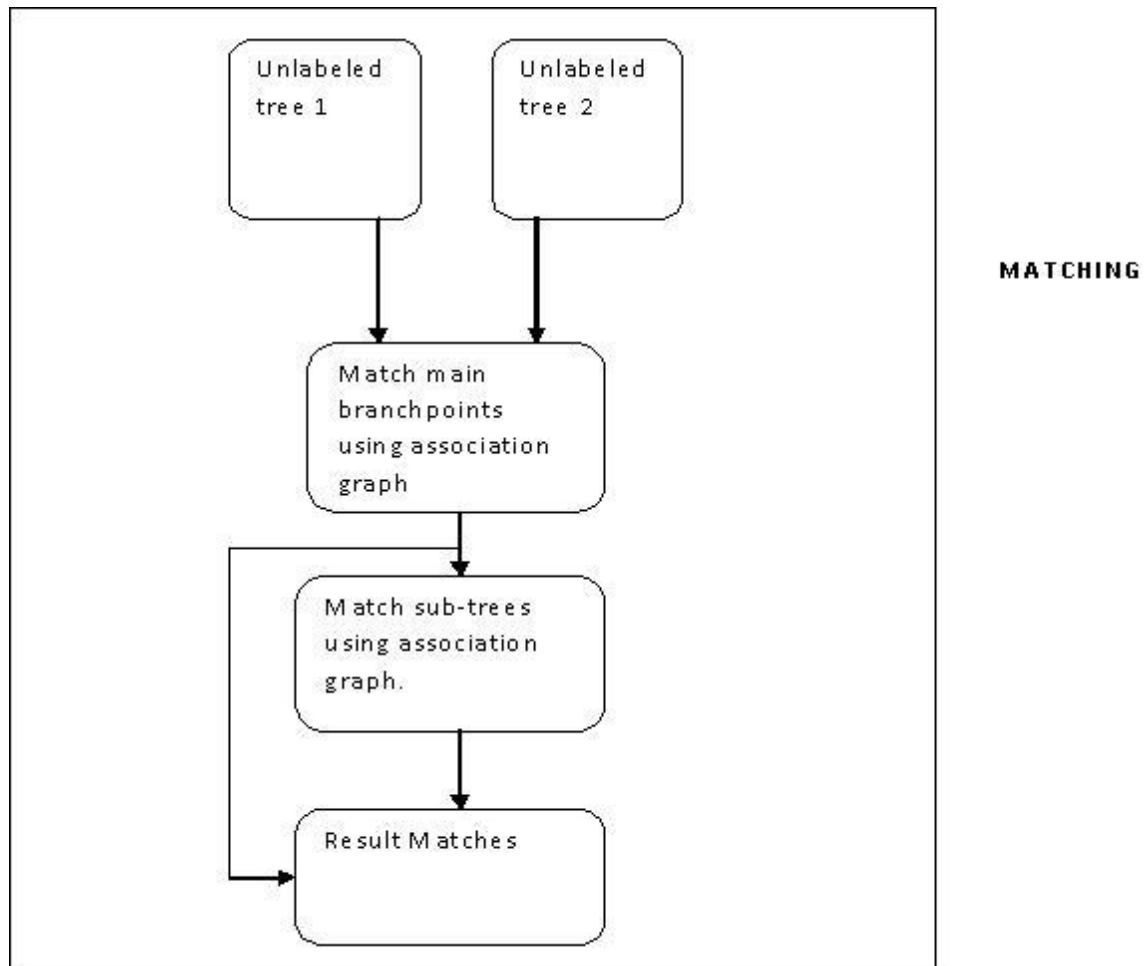 Unlabeled
tree 1
Unlabeled
tree 2
MATCHING
Match main
branchpoints
using association
graph
Match sub-trees
using association
graph.
Result Matches